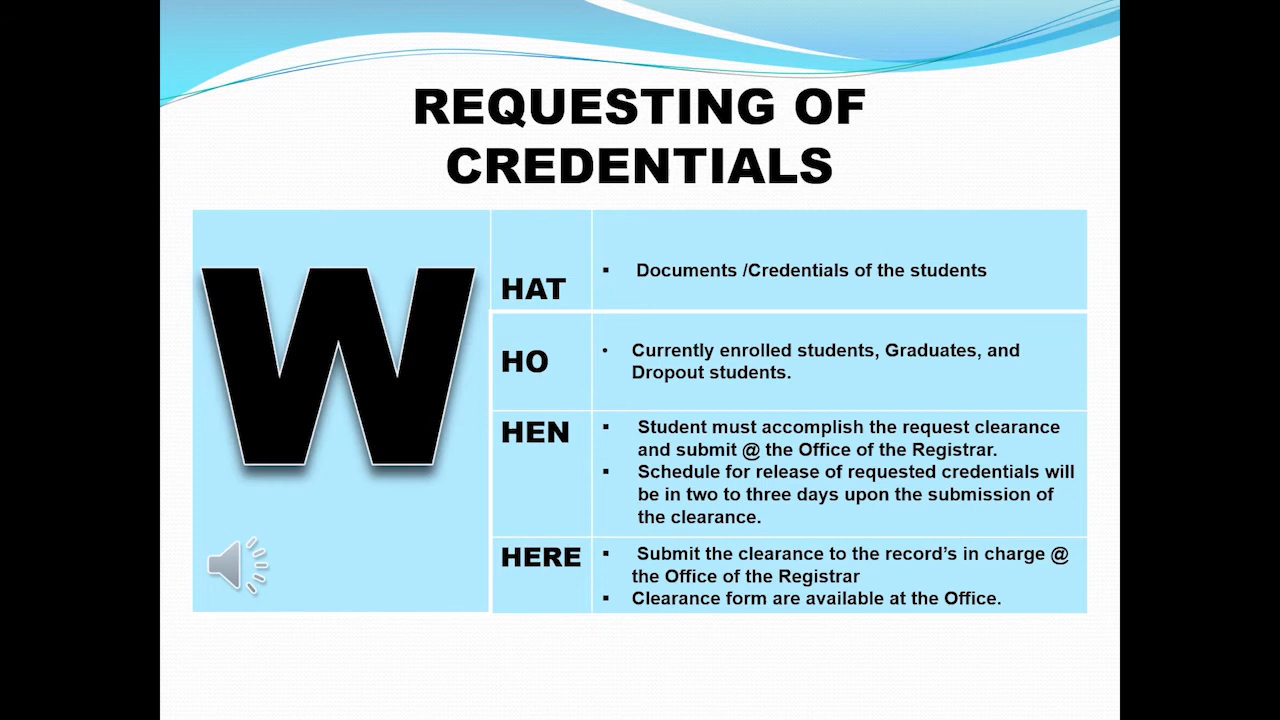 REQUESTING OF
CREDENTIALS
W
HAT
▪ Documents /Credentials of the students
HO
• Currently enrolled students, Graduates, and
Dropout students.
HEN
▪ Student must accomplish the request clearance
and submit @ the Office of the Registrar.
▪ Schedule for release of requested credentials will
be in two to three days upon the submission of
the clearance.
HERE
▪ Submit the clearance to the record’s in charge @
the Office of the Registrar
▪ Clearance form are available at the Office.